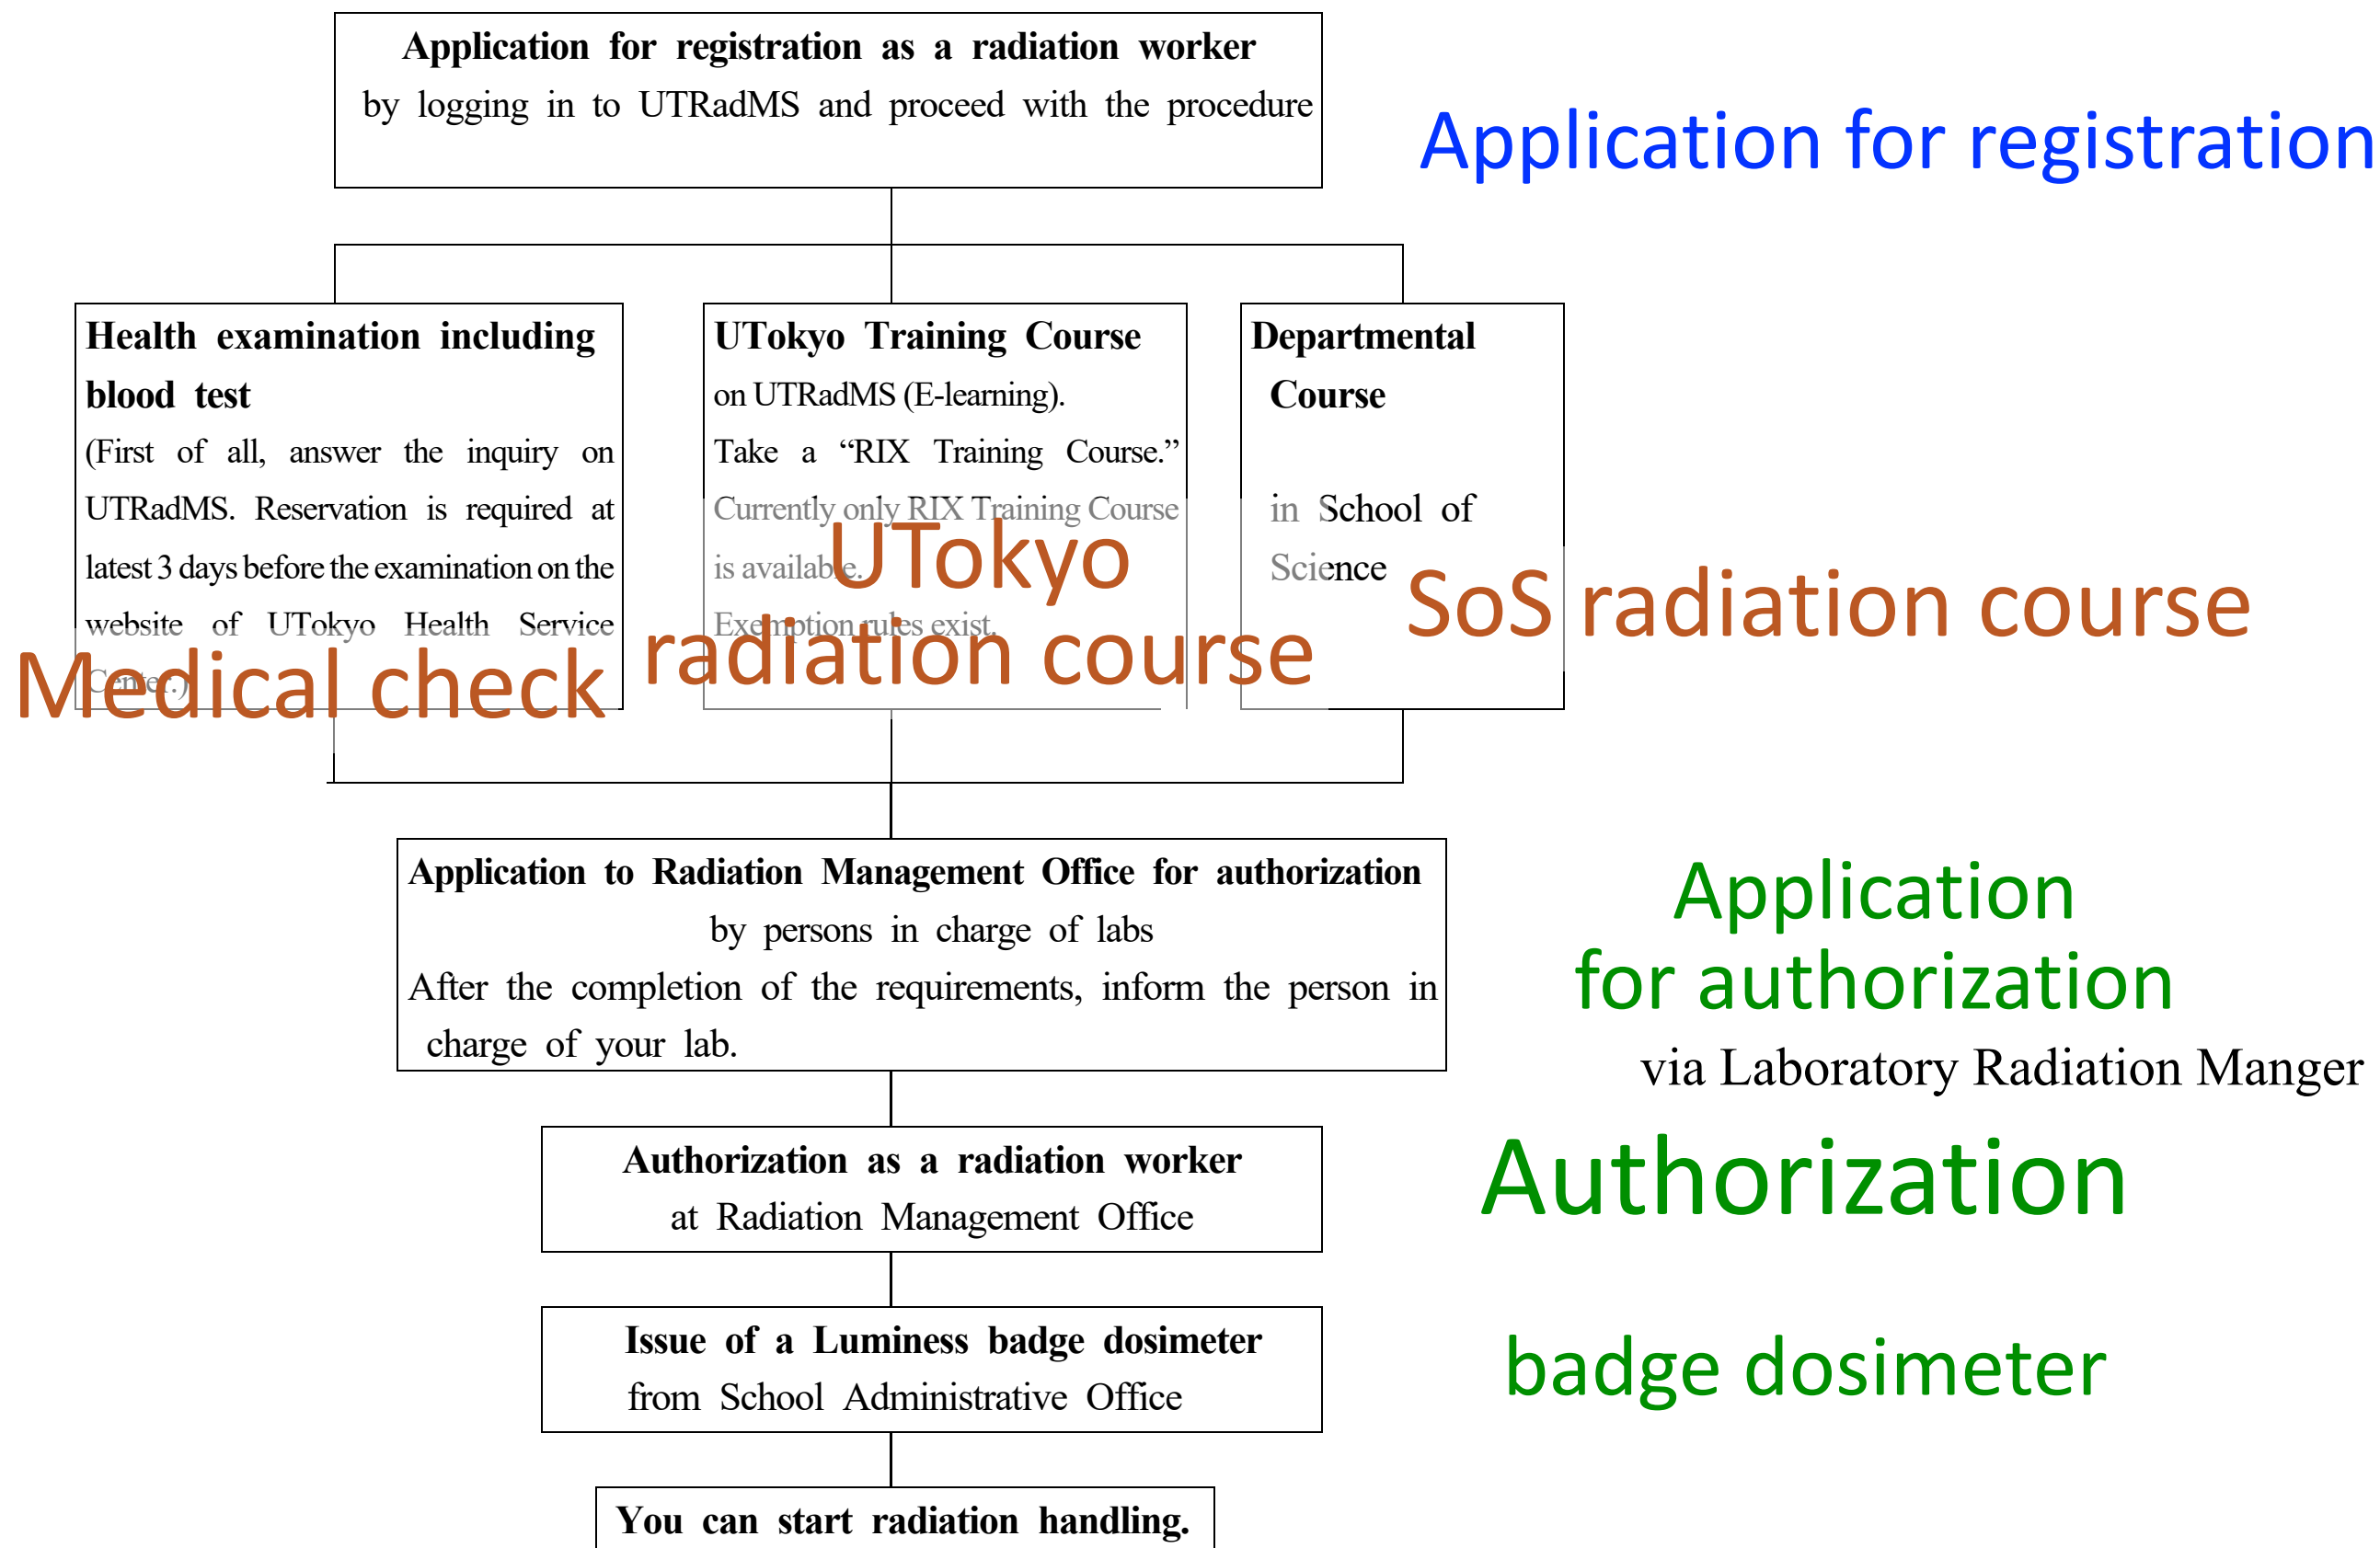 Application for registration as a radiation worker
by logging in to UTRadMS and proceed with the procedure
Application for registration
Health examination including
blood test
(First of all, answer the inquiry on
UTRadMS. Reservation is required at
latest 3 days before the examination on the
website of UTokyo Health Service
Center.)
Medical check
UTokyo Training Course
on UTRadMS (E-learning).
Take a “RIX Training Course.”
Currently only RIX Training Course
is available.
Exemption rules exist.
UTokyo
radiation course
Departmental
Course
in School of
Science
SoS radiation course
Application to Radiation Management Office for authorization
by persons in charge of labs
After the completion of the requirements, inform the person in
charge of your lab.
Application
for authorization
via Laboratory Radiation Manger
Authorization as a radiation worker
at Radiation Management Office
Authorization
Issue of a Luminess badge dosimeter
from School Administrative Office
badge dosimeter
You can start radiation handling.